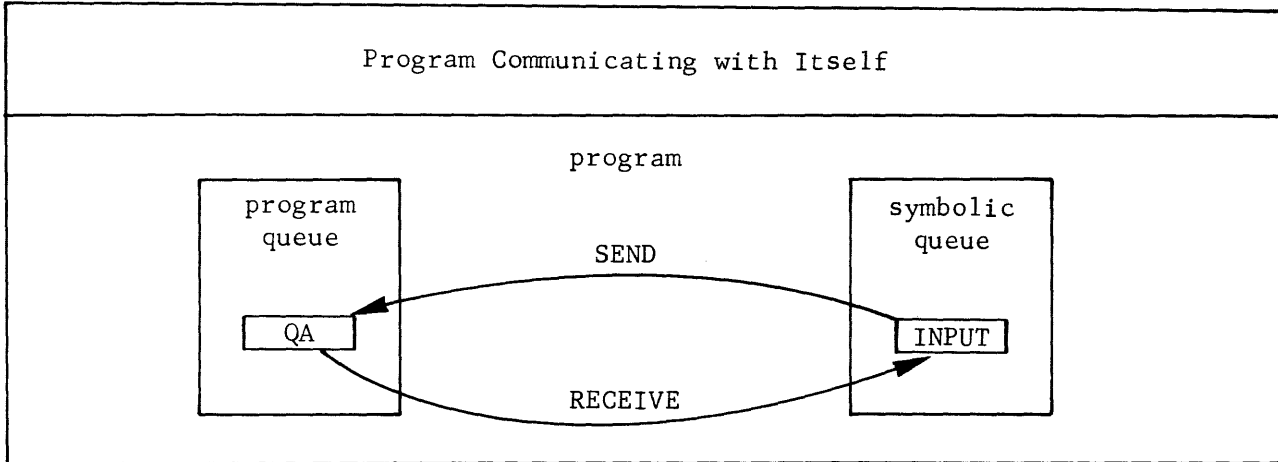 Program Communicating with Itself
program
program
queue
symbolic
queue
SEND
QA
INPUT
RECEIVE